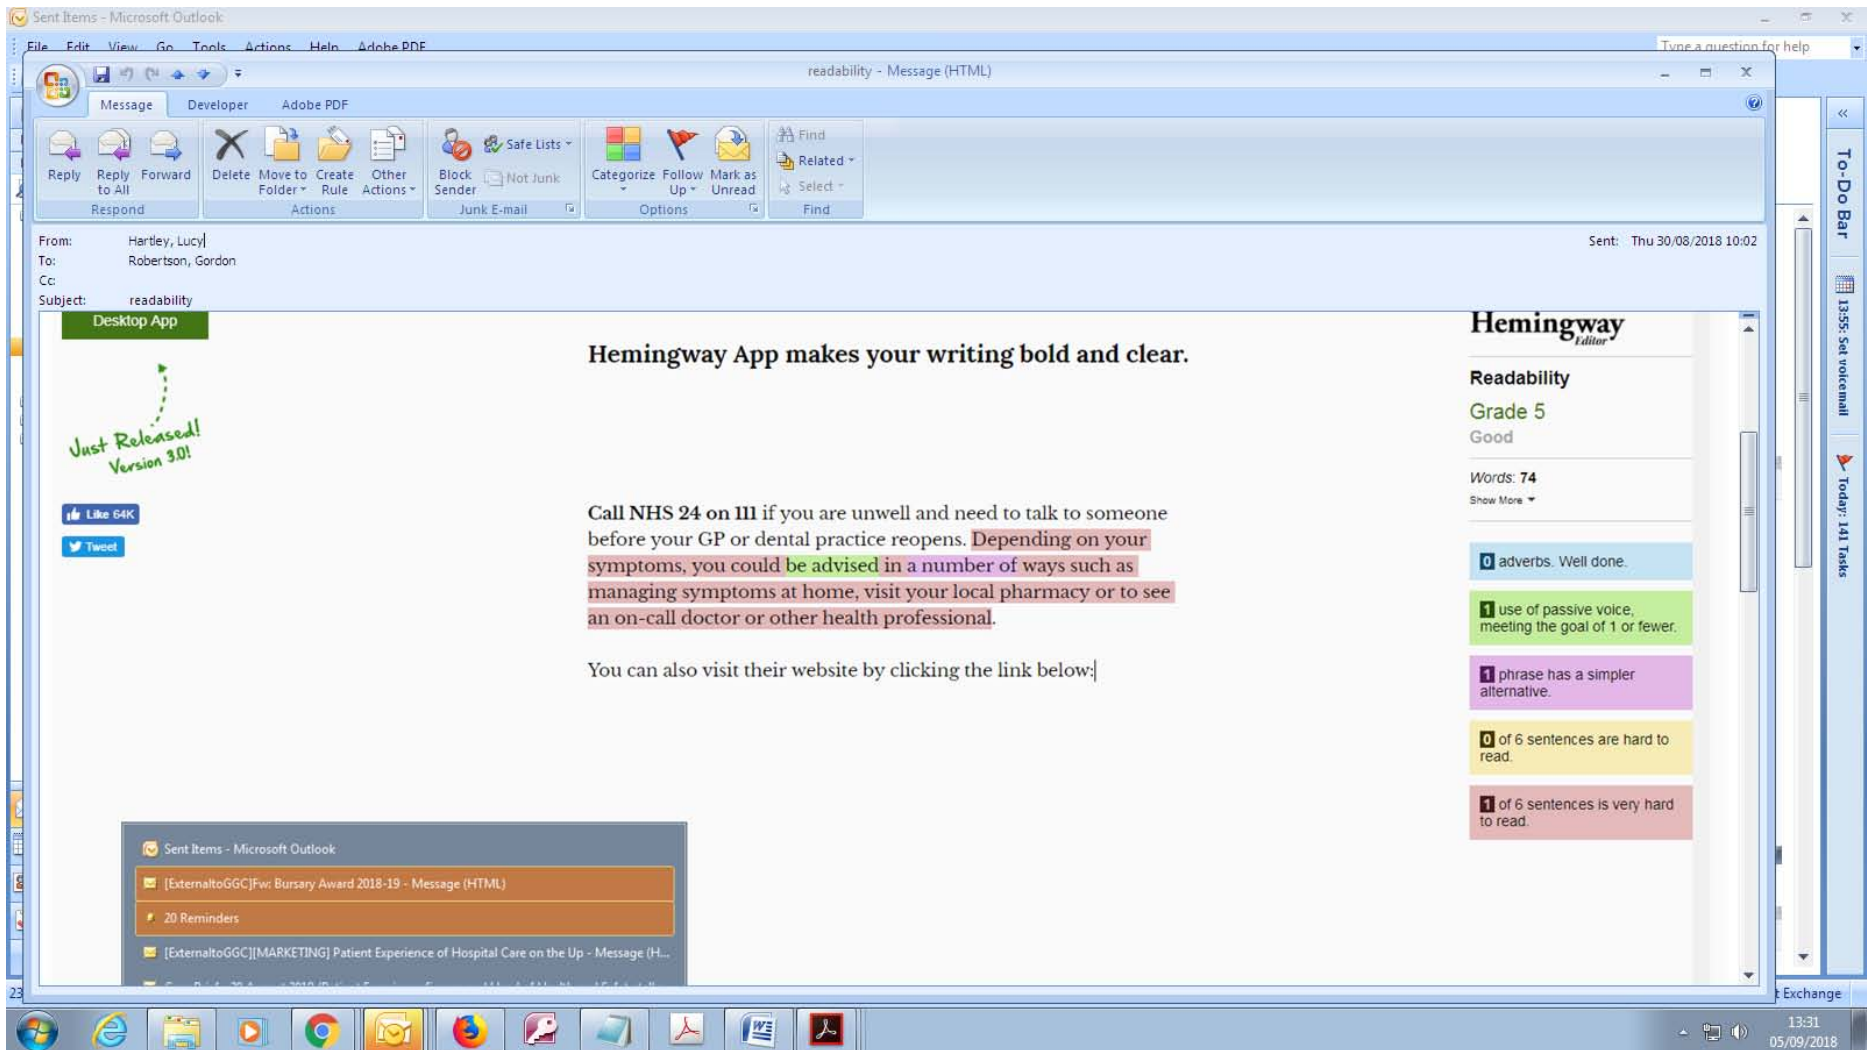 Sent Items - Microsoft Outlook
File Edit View Go Tools Actions Help Adobe PDF
Type a question for help
readability - Message (HTML)
Message Developer Adobe PDF
Reply
Reply to All
Forward
Respond
Delete
Move to Folder
Create Rule
Other Actions
Actions
Block Sender
Safe Lists
Not Junk
Junk E-mail
Categorize
Follow Up
Mark as Unread
Options
Find
Related
Select
Find
From: Hartley, Lucy
Sent: Thu 30/08/2018 10:02
To: Robertson, Gordon
Cc:
Subject: readability
Desktop App
Just Released!
Version 3.0!
Like 64K
Tweet
Hemingway App makes your writing bold and clear.
Call NHS 24 on 111 if you are unwell and need to talk to someone
before your GP or dental practice reopens. Depending on your
symptoms, you could be advised in a number of ways such as
managing symptoms at home, visit your local pharmacy or to see
an on-call doctor or other health professional.
You can also visit their website by clicking the link below:
Hemingway
Editor
Readability
Grade 5
Good
Words: 74
Show More
0 adverbs. Well done.
1 use of passive voice,
meeting the goal of 1 or fewer.
1 phrase has a simpler
alternative.
0 of 6 sentences are hard to
read.
1 of 6 sentences is very hard
to read.
Sent Items - Microsoft Outlook
[ExternaltoGGC]Fw: Bursary Award 2018-19 - Message (HTML)
20 Reminders
[ExternaltoGGC][MARKETING] Patient Experience of Hospital Care on the Up - Message (H...
To-Do Bar
13:55: Set voicemail
Today: 141 Tasks
23
t Exchange
13:31
05/09/2018